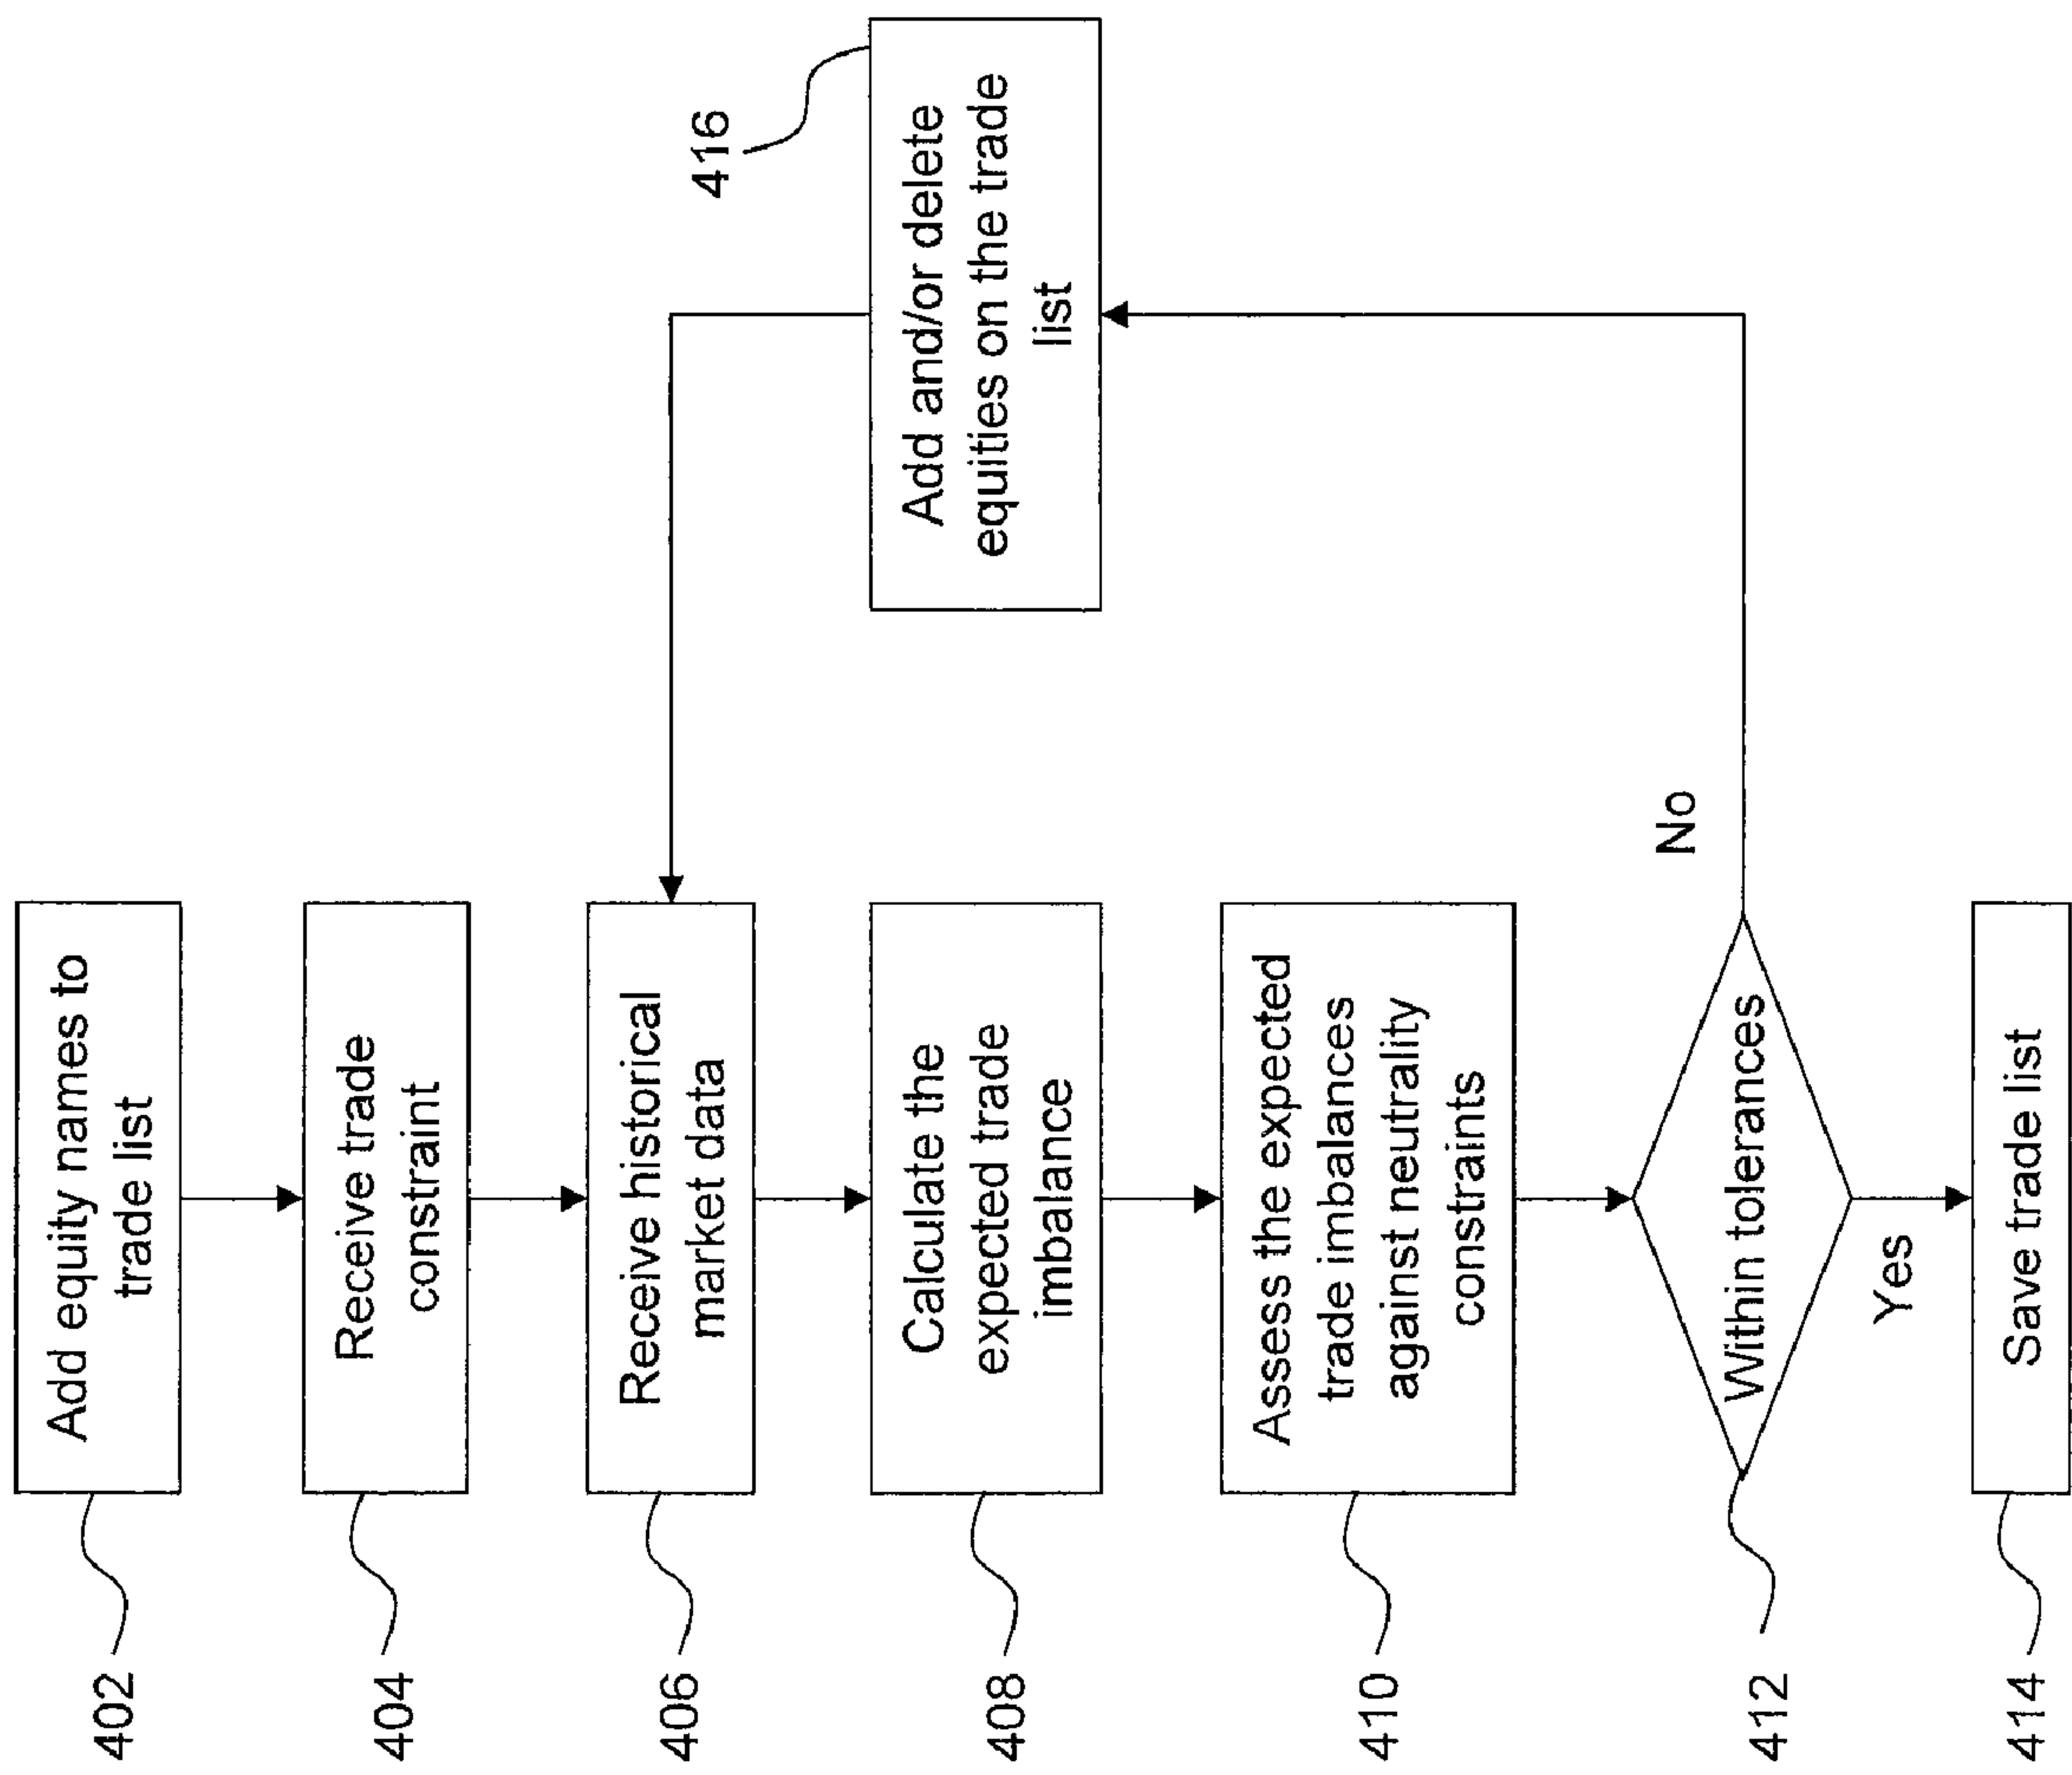 402
Add equity names to
trade list
404
Receive trade
constraint
406
Receive historical
market data
408
Calculate the
expected trade
imbalance
416
Add and/or delete
equities on the trade
list
410
Assess the expected
trade imbalances
against neutrality
constraints
412
Within tolerances
No
Yes
414
Save trade list